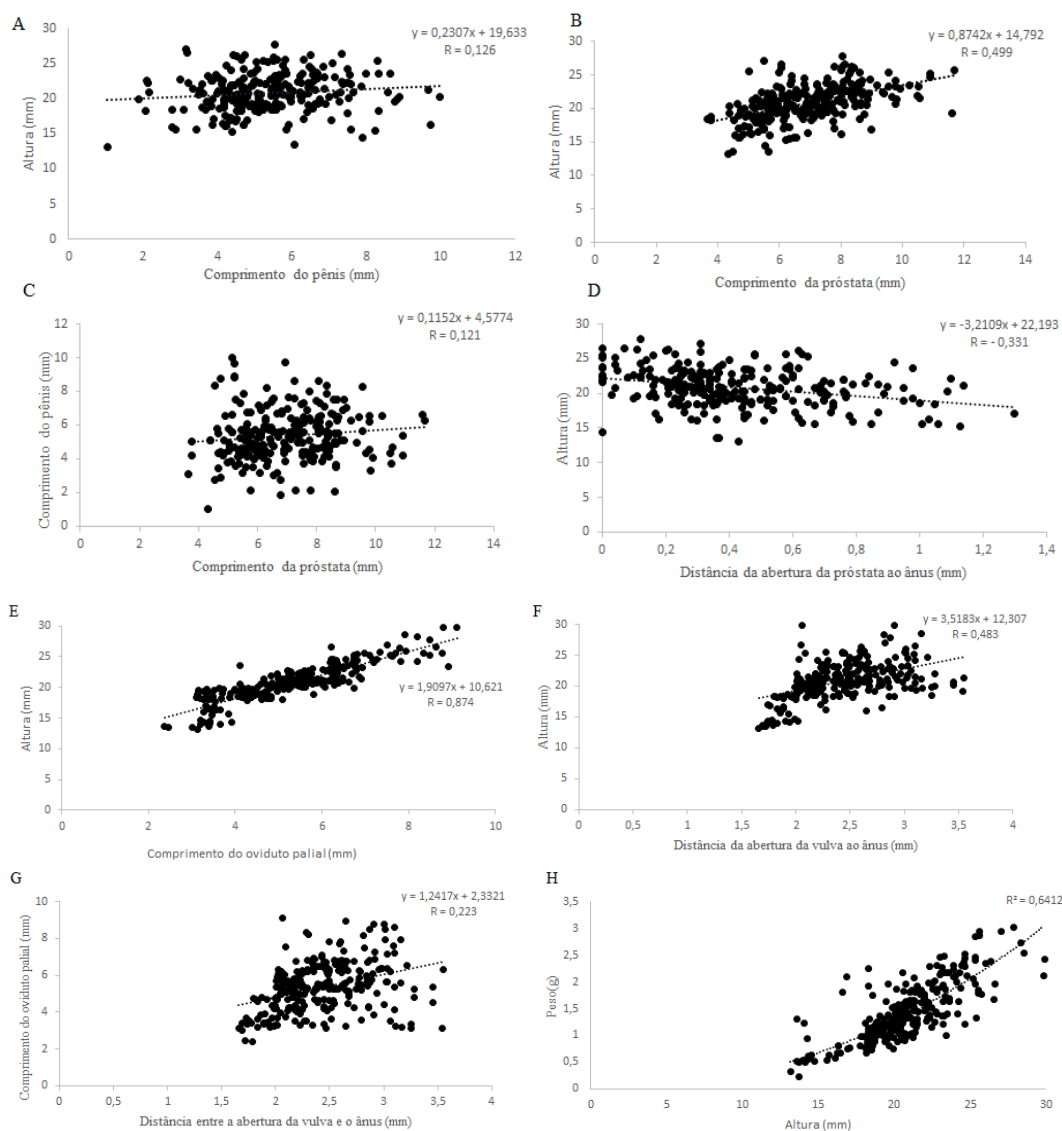 A
y = 0,2307x + 19,633
R = 0,126
30
25
20
15
10
5
0
Altura (mm)
0 2 4 6 8 10 12
Comprimento do pênis (mm)
B
y = 0,8742x + 14,792
R = 0,499
30
25
20
15
10
5
0
Altura (mm)
0 2 4 6 8 10 12 14
Comprimento da próstata (mm)
C
y = 0,1152x + 4,5774
R = 0,121
12
10
8
6
4
2
0
Comprimento do pênis (mm)
0 2 4 6 8 10 12 14
Comprimento da próstata (mm)
D
y = -3,2109x + 22,193
R = - 0,331
30
25
20
15
10
5
0
Altura (mm)
0 0,2 0,4 0,6 0,8 1 1,2 1,4
Distância da abertura da próstata ao ânus (mm)
E
30
25
20
15
10
5
0
Altura (mm)
y = 1,9097x + 10,621
R = 0,874
0 2 4 6 8 10
Comprimento do oviduto palial (mm)
F
y = 3,5183x + 12,307
R = 0,483
30
25
20
15
10
5
0
Altura (mm)
0 0,5 1 1,5 2 2,5 3 3,5 4
Distância da abertura da vulva ao ânus (mm)
G
y = 1,2417x + 2,3321
R = 0,223
10
8
6
4
2
0
Comprimento do oviduto palial (mm)
0 0,5 1 1,5 2 2,5 3 3,5 4
Distância entre a abertura da vulva e o ânus (mm)
H
R² = 0,6412
3,5
3
2,5
2
1,5
1
0,5
0
Peso(g)
0 5 10 15 20 25 30
Altura (mm)